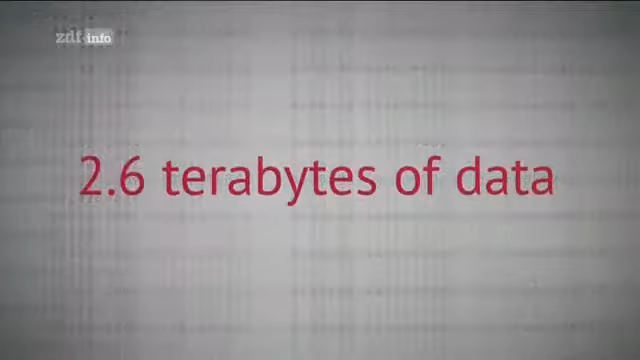 zdf.info
2.6 terabytes of data